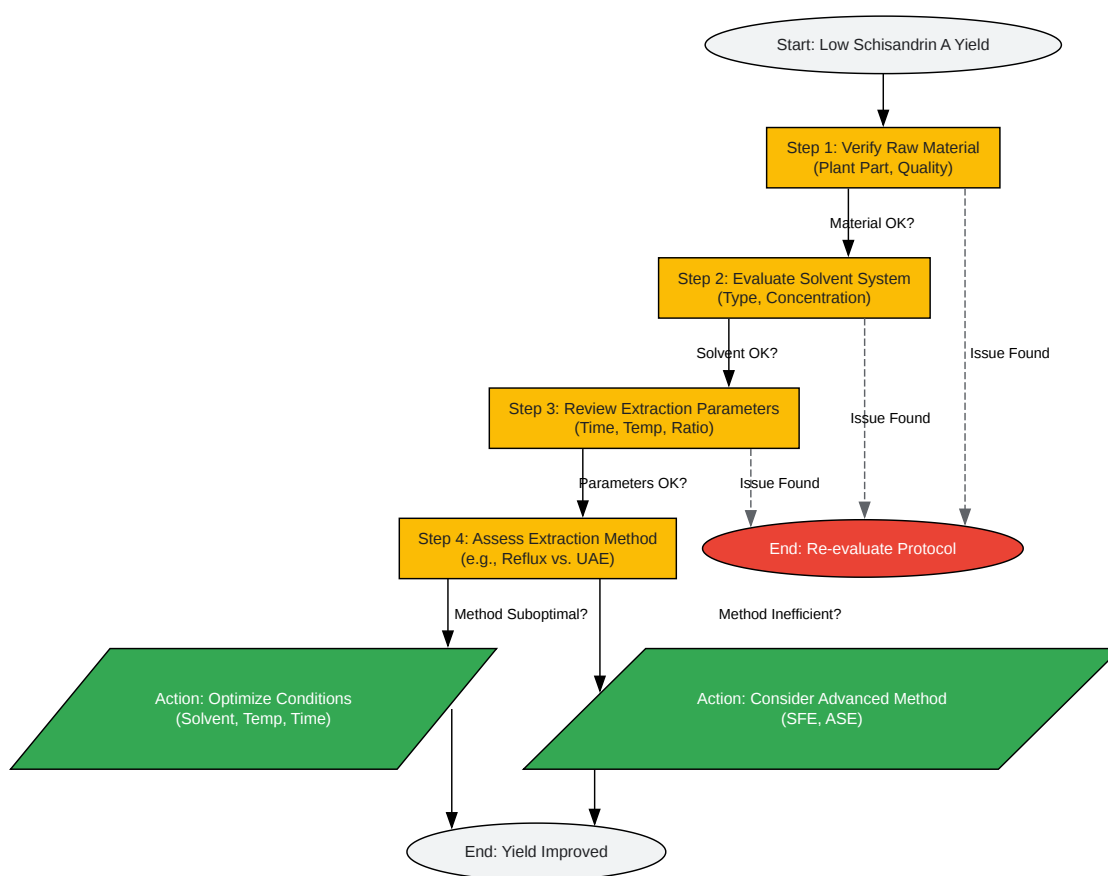 Start: Low Schisandrin A Yield
Step 1: Verify Raw Material
(Plant Part, Quality)
Material OK?
Step 2: Evaluate Solvent System
(Type, Concentration)
Solvent OK?
Issue Found
Step 3: Review Extraction Parameters
(Time, Temp, Ratio)
Issue Found
Parameters OK?
Issue Found
Step 4: Assess Extraction Method
(e.g., Reflux vs. UAE)
End: Re-evaluate Protocol
Method Suboptimal?
Method Inefficient?
Action: Optimize Conditions
(Solvent, Temp, Time)
Action: Consider Advanced Method
(SFE, ASE)
End: Yield Improved